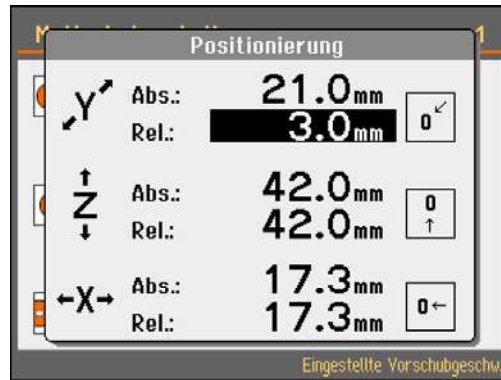 Positionierung
Y Abs.: 21.0mm
Rel.: 3.0mm
0
Z Abs.: 42.0mm
Rel.: 42.0mm
0
←X→ Abs.: 17.3mm
Rel.: 17.3mm
0←
Eingestellte